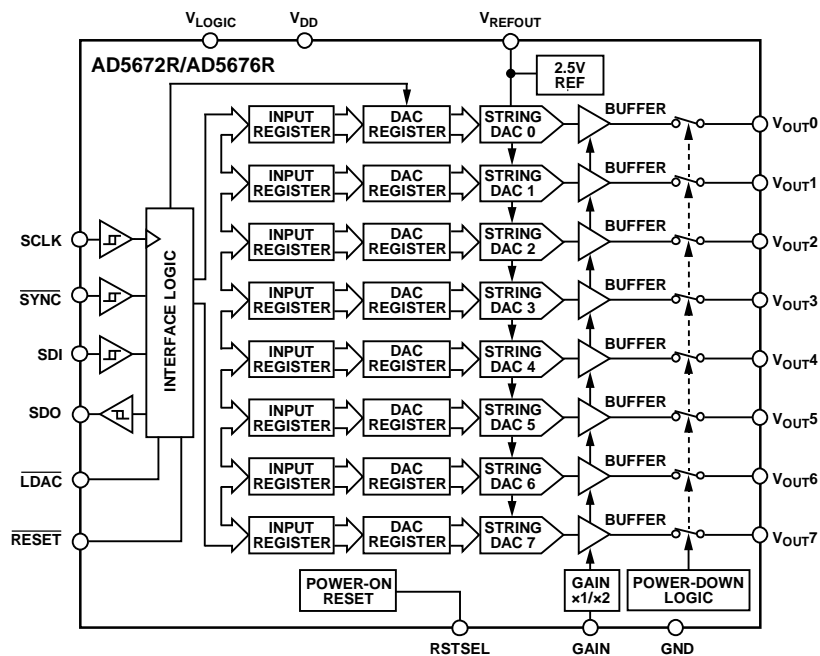 VLOGIC VDD VREFOUT
AD5672R/AD5676R
2.5V
REF
INPUT
REGISTER
DAC
REGISTER
STRING
DAC 0
BUFFER
VOUT0
INPUT
REGISTER
DAC
REGISTER
STRING
DAC 1
BUFFER
VOUT1
INPUT
REGISTER
DAC
REGISTER
STRING
DAC 2
BUFFER
VOUT2
INPUT
REGISTER
DAC
REGISTER
STRING
DAC 3
BUFFER
VOUT3
INPUT
REGISTER
DAC
REGISTER
STRING
DAC 4
BUFFER
VOUT4
INPUT
REGISTER
DAC
REGISTER
STRING
DAC 5
BUFFER
VOUT5
INPUT
REGISTER
DAC
REGISTER
STRING
DAC 6
BUFFER
VOUT6
INPUT
REGISTER
DAC
REGISTER
STRING
DAC 7
BUFFER
VOUT7
SCLK
SYNC
SDI
SDO
LDAC
RESET
INTERFACE LOGIC
POWER-ON
RESET
GAIN
×1/×2
POWER-DOWN
LOGIC
RSTSEL GAIN GND